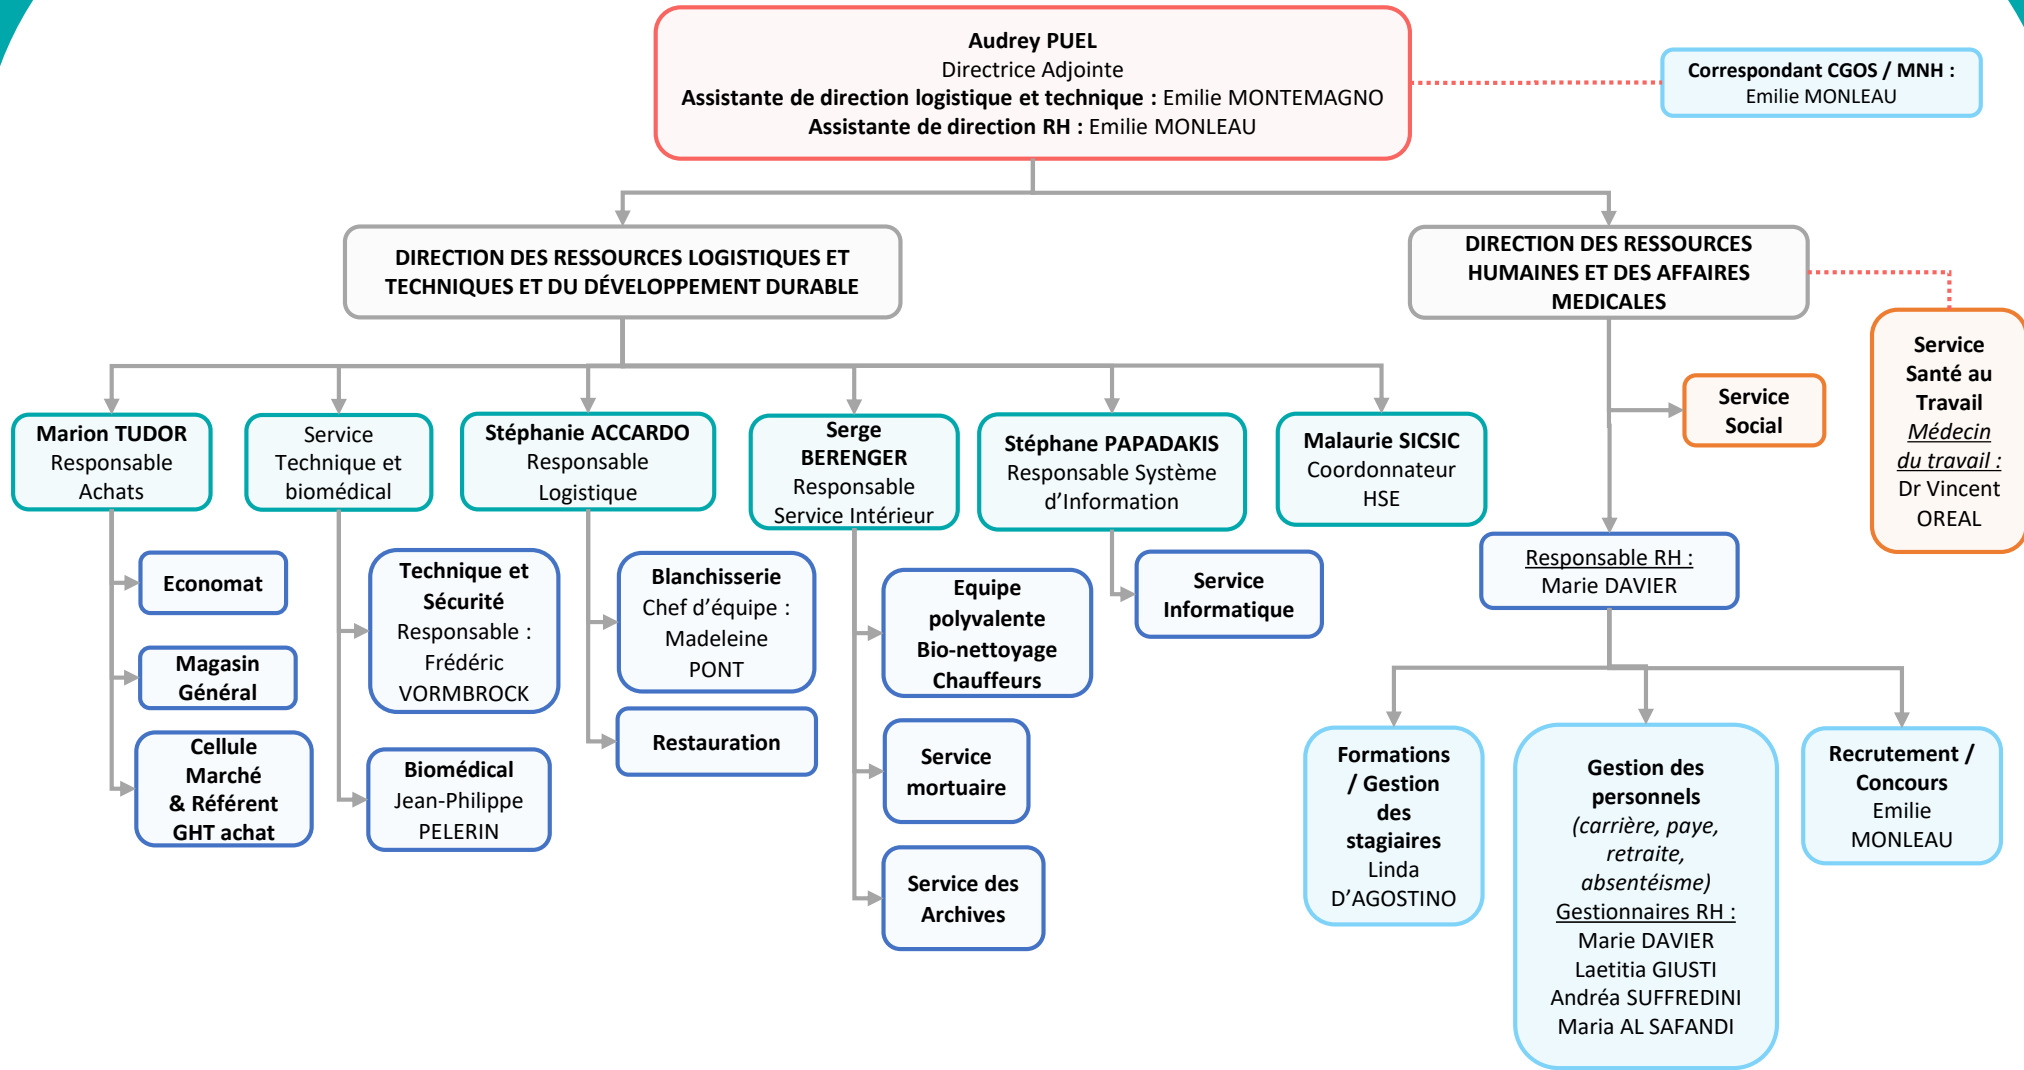 Audrey PUEL
Directrice Adjointe
Assistante de direction logistique et technique : Emilie MONTEMAGNO
Assistante de direction RH : Emilie MONLEAU
Correspondant CGOS / MNH :
Emilie MONLEAU
DIRECTION DES RESSOURCES LOGISTIQUES ET
TECHNIQUES ET DU DÉVELOPPEMENT DURABLE
DIRECTION DES RESSOURCES
HUMAINES ET DES AFFAIRES
MEDICALES
Service
Santé au
Travail
Médecin
du travail :
Dr Vincent
OREAL
Service
Social
Marion TUDOR
Responsable
Achats
Service
Technique et
biomédical
Stéphanie ACCARDO
Responsable
Logistique
Serge
BERENGER
Responsable
Service Intérieur
Stéphane PAPADAKIS
Responsable Système
d’Information
Malaurie SICSIC
Coordonnateur
HSE
Economat
Magasin
Général
Cellule
Marché
& Référent
GHT achat
Technique et
Sécurité
Responsable :
Frédéric
VORMBROCK
Biomédical
Jean-Philippe
PELERIN
Blanchisserie
Chef d’équipe :
Madeleine
PONT
Restauration
Equipe
polyvalente
Bio-nettoyage
Chauffeurs
Service
mortuaire
Service des
Archives
Service
Informatique
Responsable RH :
Marie DAVIER
Formations
/ Gestion
des
stagiaires
Linda
D’AGOSTINO
Gestion des
personnels
(carrière, paye,
retraite,
absentéisme)
Gestionnaires RH :
Marie DAVIER
Laetitia GIUSTI
Andréa SUFFREDINI
Maria AL SAFANDI
Recrutement /
Concours
Emilie
MONLEAU